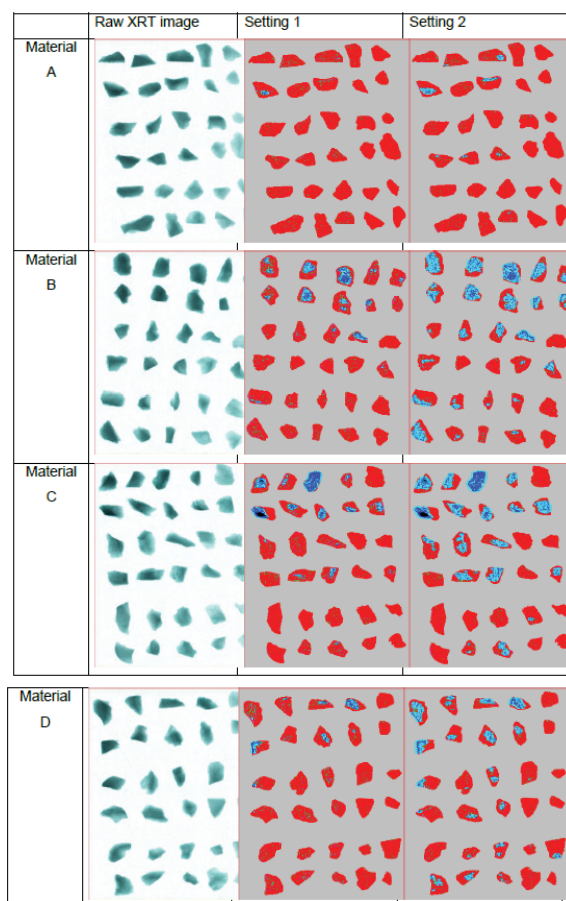 Raw XRT image Setting 1 Setting 2
Material
A
Material
B
Material
C
Material
D